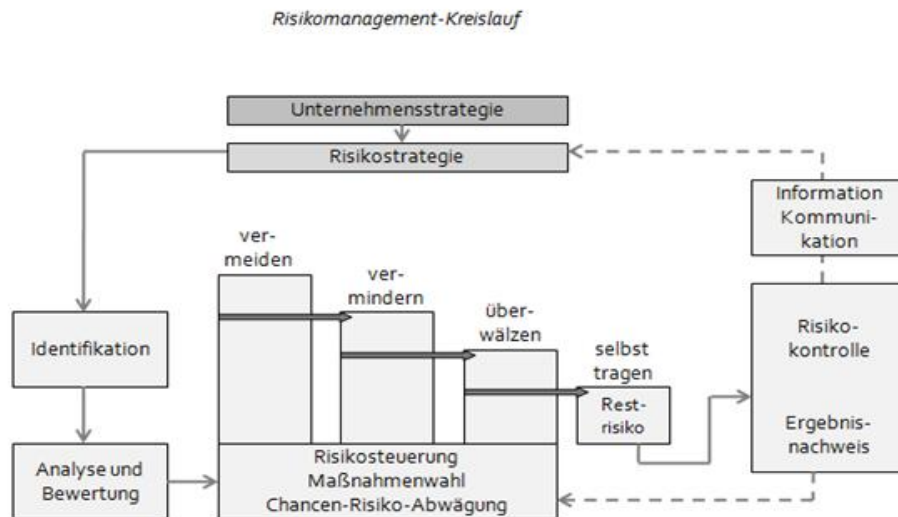 Risikomanagement-Kreislauf
Unternehmensstrategie
Risikostrategie
Information
Kommuni-
kation
ver-
meiden
ver-
mindern
über-
wälzen
selbst
tragen
Identifikation
Rest-
risiko
Risiko-
kontrolle
Ergebnis-
nachweis
Analyse und
Bewertung
Risikosteuerung
Maßnahmenwahl
Chancen-Risiko-Abwägung